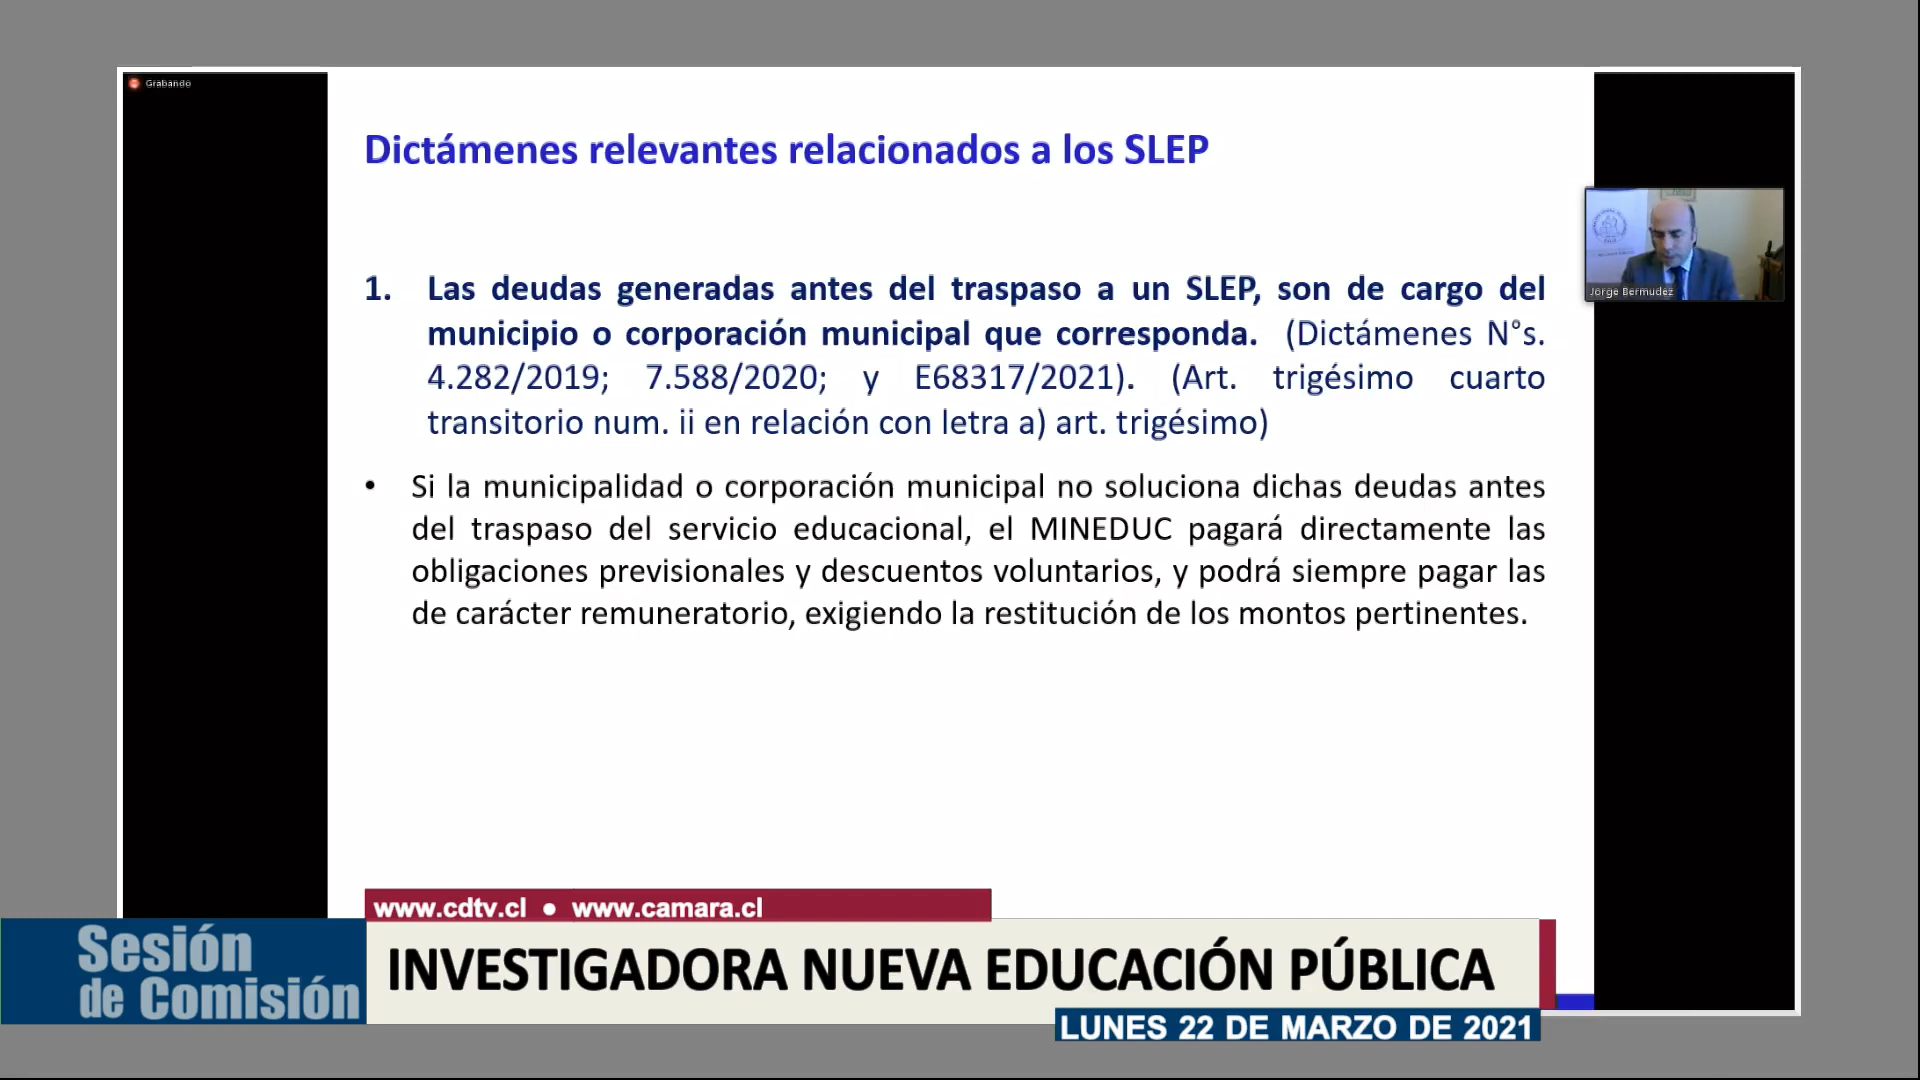 Grabando
Dictámenes relevantes relacionados a los SLEP
1. Las deudas generadas antes del traspaso a un SLEP, son de cargo del
municipio o corporación municipal que corresponda. (Dictámenes N°s.
4.282/2019; 7.588/2020; y E68317/2021). (Art. trigésimo cuarto
transitorio num. ii en relación con letra a) art. trigésimo)
• Si la municipalidad o corporación municipal no soluciona dichas deudas antes
del traspaso del servicio educacional, el MINEDUC pagará directamente las
obligaciones previsionales y descuentos voluntarios, y podrá siempre pagar las
de carácter remuneratorio, exigiendo la restitución de los montos pertinentes.
Jorge Bermudez
www.cdtv.cl • www.camara.cl
Sesión
de Comisión
INVESTIGADORA NUEVA EDUCACIÓN PÚBLICA
LUNES 22 DE MARZO DE 2021